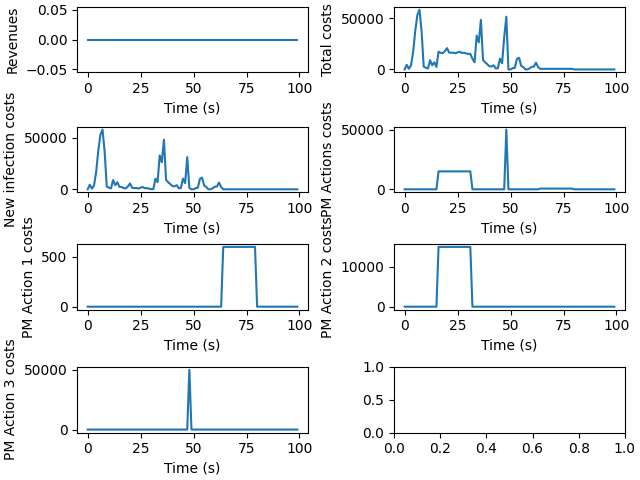 Revenues
0.05
0.00
−0.05
0 25 50 75 100
Time (s)
Total costs
50000
0
0 25 50 75 100
Time (s)
New infection costs
50000
0
0 25 50 75 100
Time (s)
PM Actions costs
50000
0
0 25 50 75 100
Time (s)
PM Action 1 costs
500
0
0 25 50 75 100
Time (s)
PM Action 2 costs
10000
0
0 25 50 75 100
Time (s)
PM Action 3 costs
50000
0
0 25 50 75 100
Time (s)
1.0
0.5
0.0
0.0 0.2 0.4 0.6 0.8 1.0